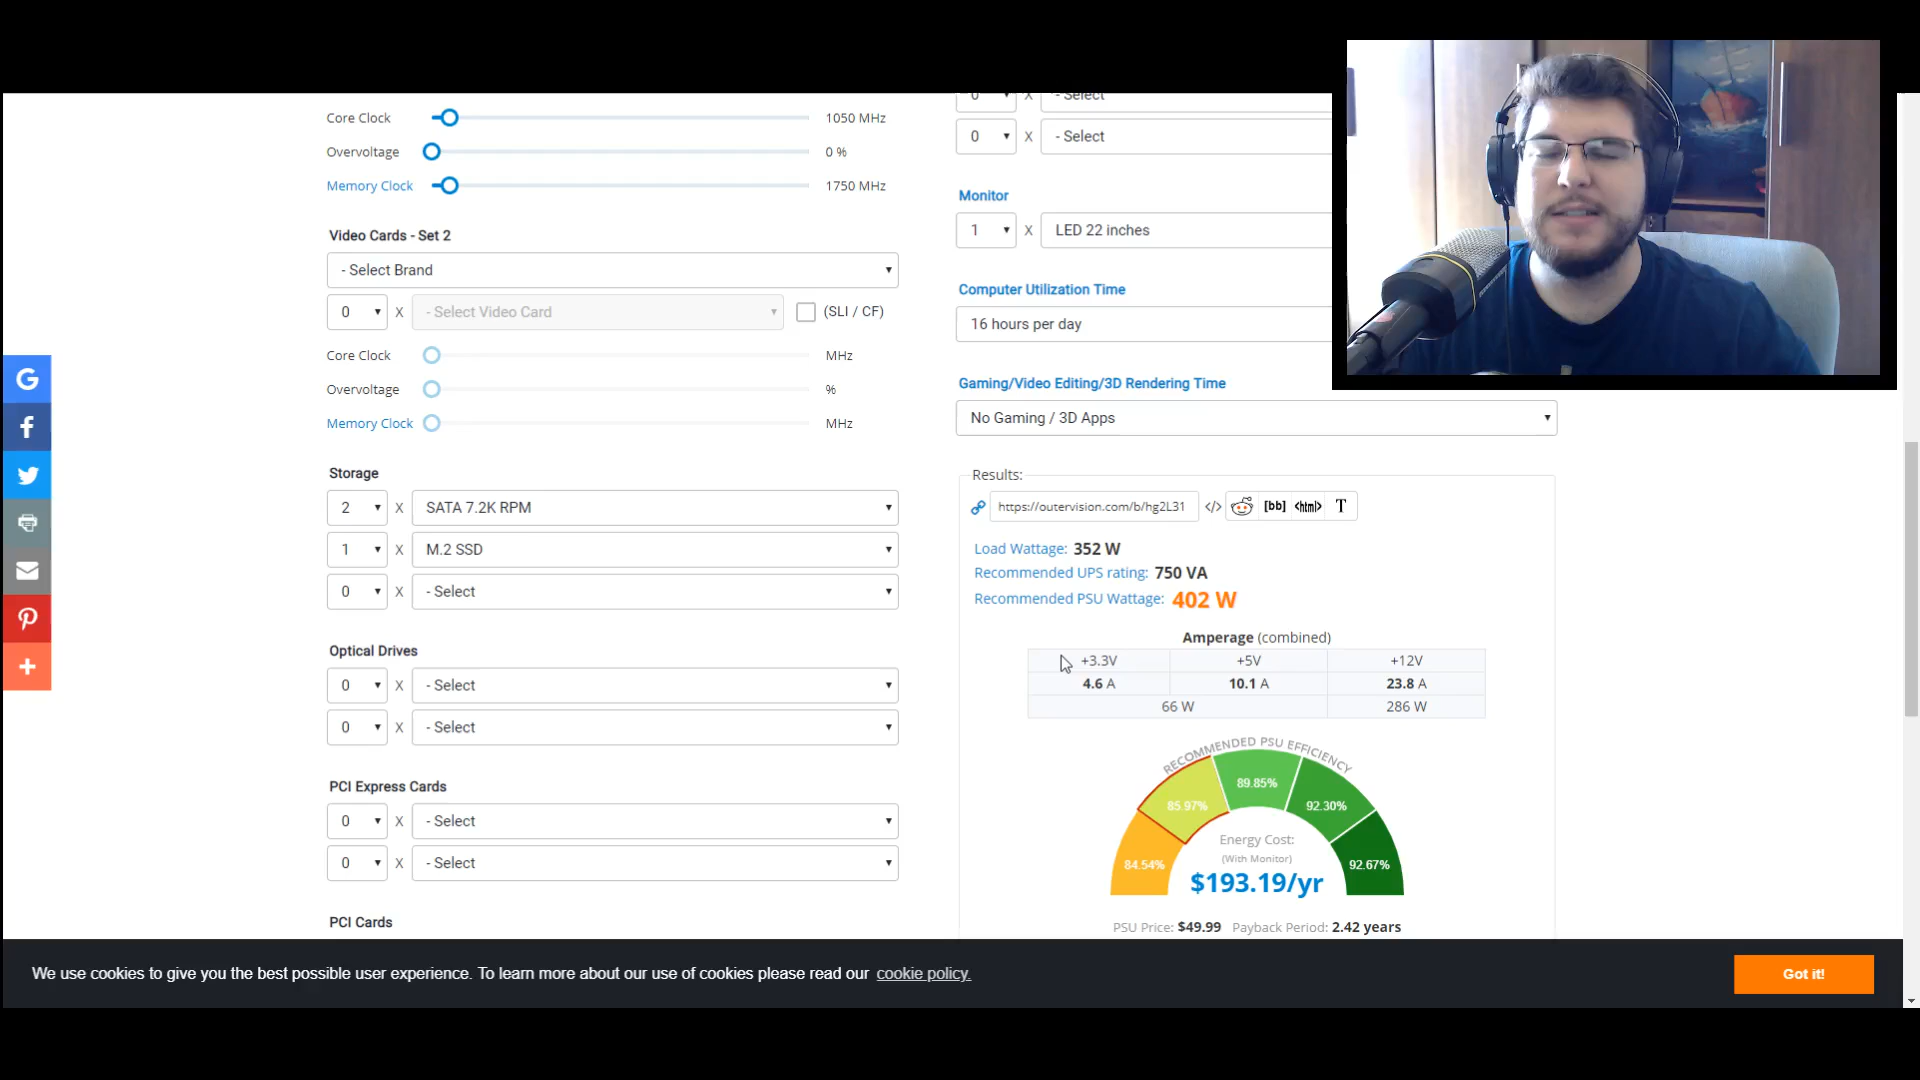 Core Clock 1050 MHz
Overvoltage 0 %
Memory Clock 1750 MHz
Video Cards - Set 2
- Select Brand
0 X - Select Video Card (SLI / CF)
Core Clock MHz
Overvoltage %
Memory Clock MHz
Storage
2 X SATA 7.2K RPM
1 X M.2 SSD
0 X - Select
Optical Drives
0 X - Select
0 X - Select
PCI Express Cards
0 X - Select
0 X - Select
PCI Cards
0 X - Select
0 X - Select
Monitor
1 X LED 22 inches
Computer Utilization Time
16 hours per day
Gaming/Video Editing/3D Rendering Time
No Gaming / 3D Apps
Results:
https://outervision.com/b/hg2L31 </> [bb] <html> T
Load Wattage: 352 W
Recommended UPS rating: 750 VA
Recommended PSU Wattage: 402 W
Amperage (combined)
+3.3V +5V +12V
4.6 A 10.1 A 23.8 A
66 W 286 W
RECOMMENDED PSU EFFICIENCY
84.54% 85.97% 89.85% 92.30% 92.67%
Energy Cost:
(With Monitor)
$193.19/yr
PSU Price: $49.99 Payback Period: 2.42 years
We use cookies to give you the best possible user experience. To learn more about our use of cookies please read our cookie policy.
Got it!